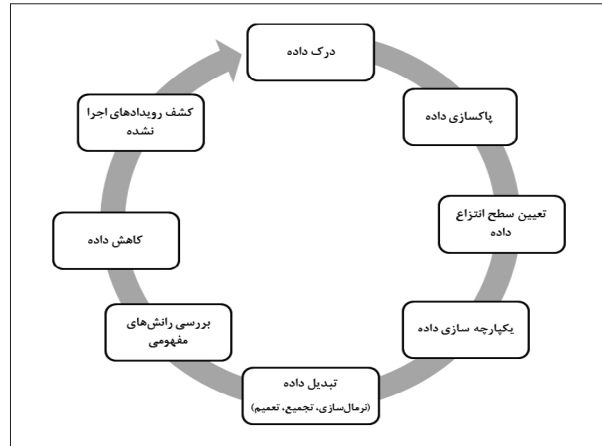 درک داده
پاکسازی داده
تعیین سطح انتزاع
داده
یکپارچه سازی داده
تبدیل داده
(نرمال‌سازی، تجمیع، تعمیم)
بررسی رانش‌های
مفهومی
کاهش داده
کشف رویدادهای اجرا
نشده